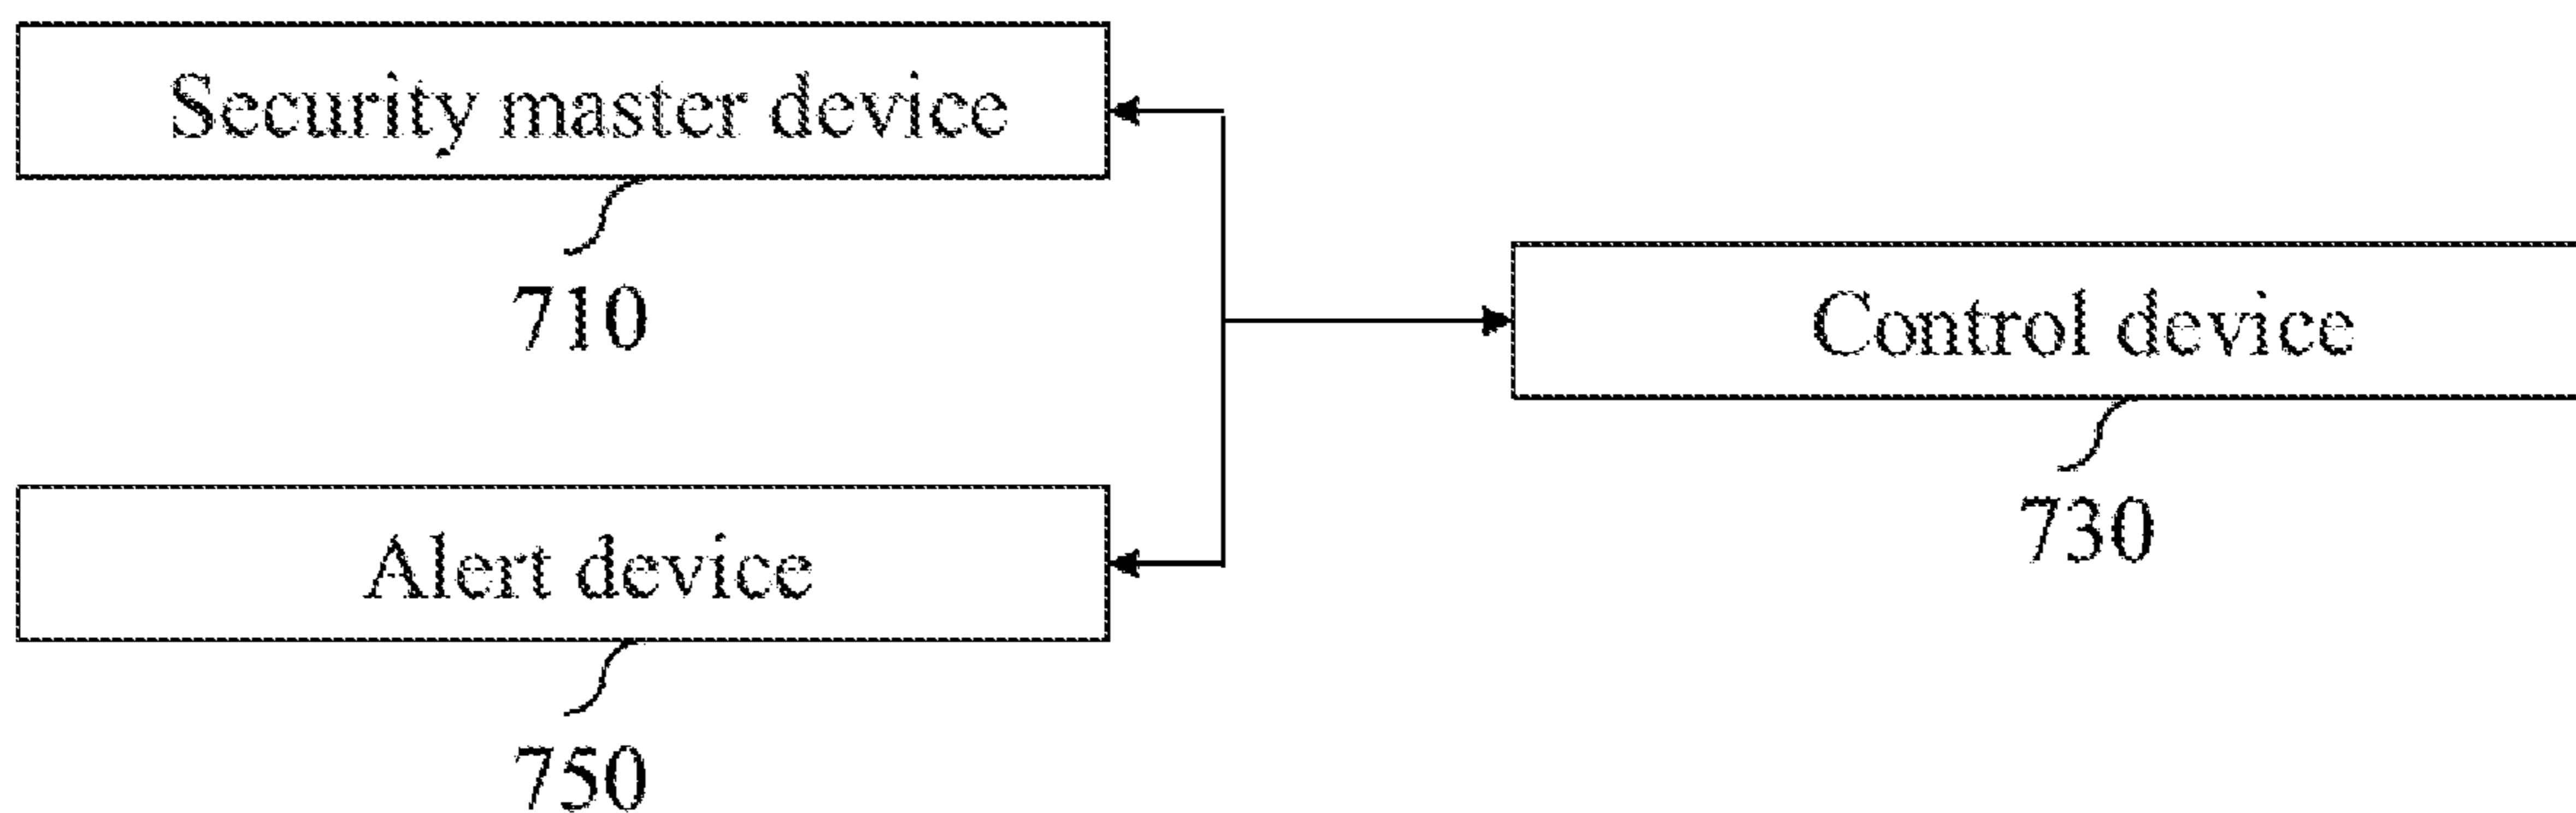 Security master device
710
Control device
730
Alert device
750